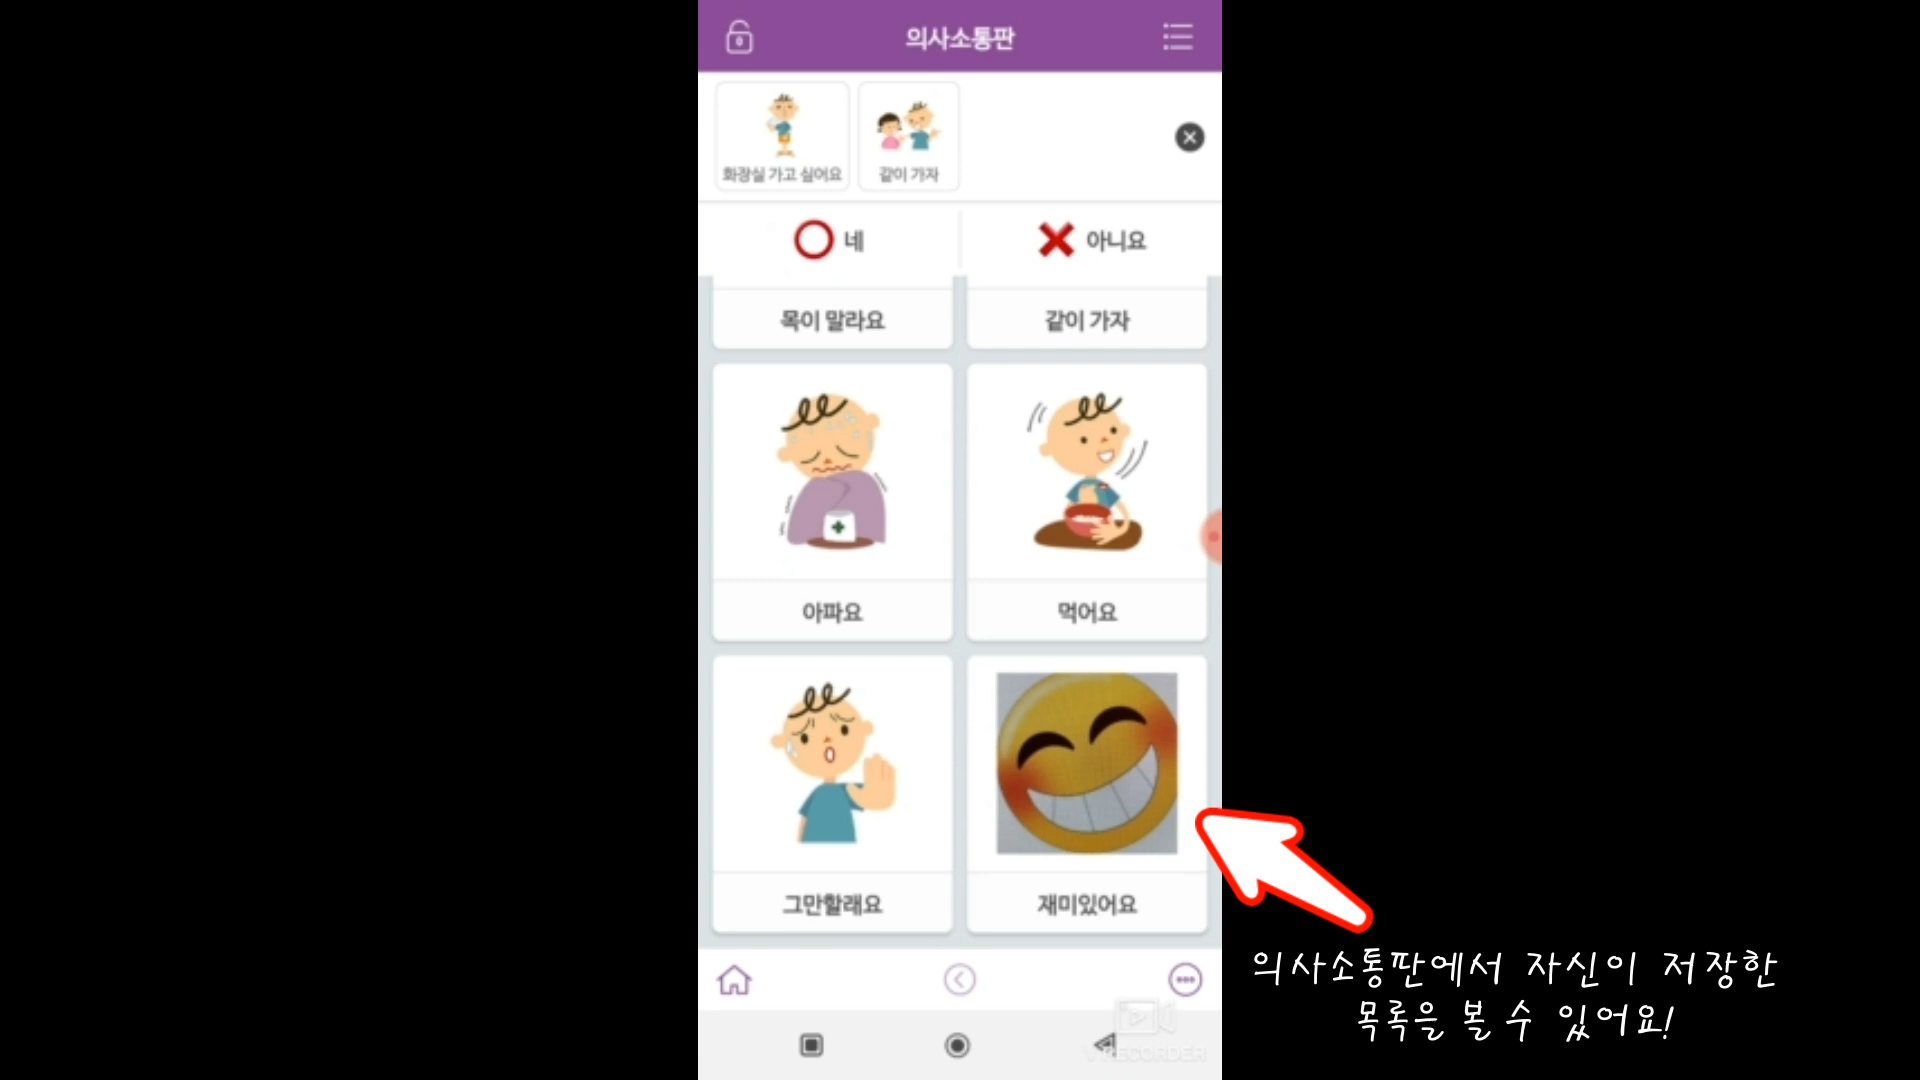 의사소통판
화장실 가고 싶어요
같이 가자
네
아니요
목이 말라요
같이 가자
아파요
먹어요
그만할래요
재미있어요
의사소통판에서 자신이 저장한
목록을 볼 수 있어요!
V RECORDER